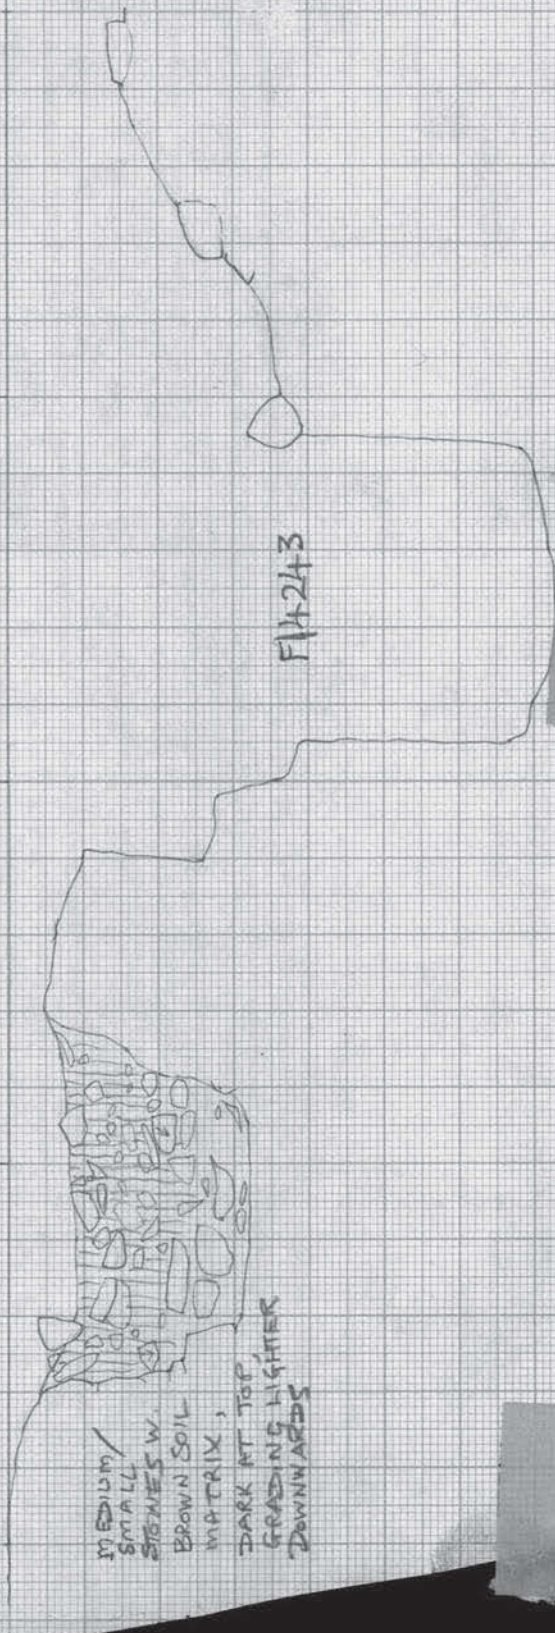 F14243
MEDIUM/
SMALL
STONES W.
BROWN SOIL
MATRIX,
DARK AT TOP,
GRADING LIGHTER
DOWNWARDS